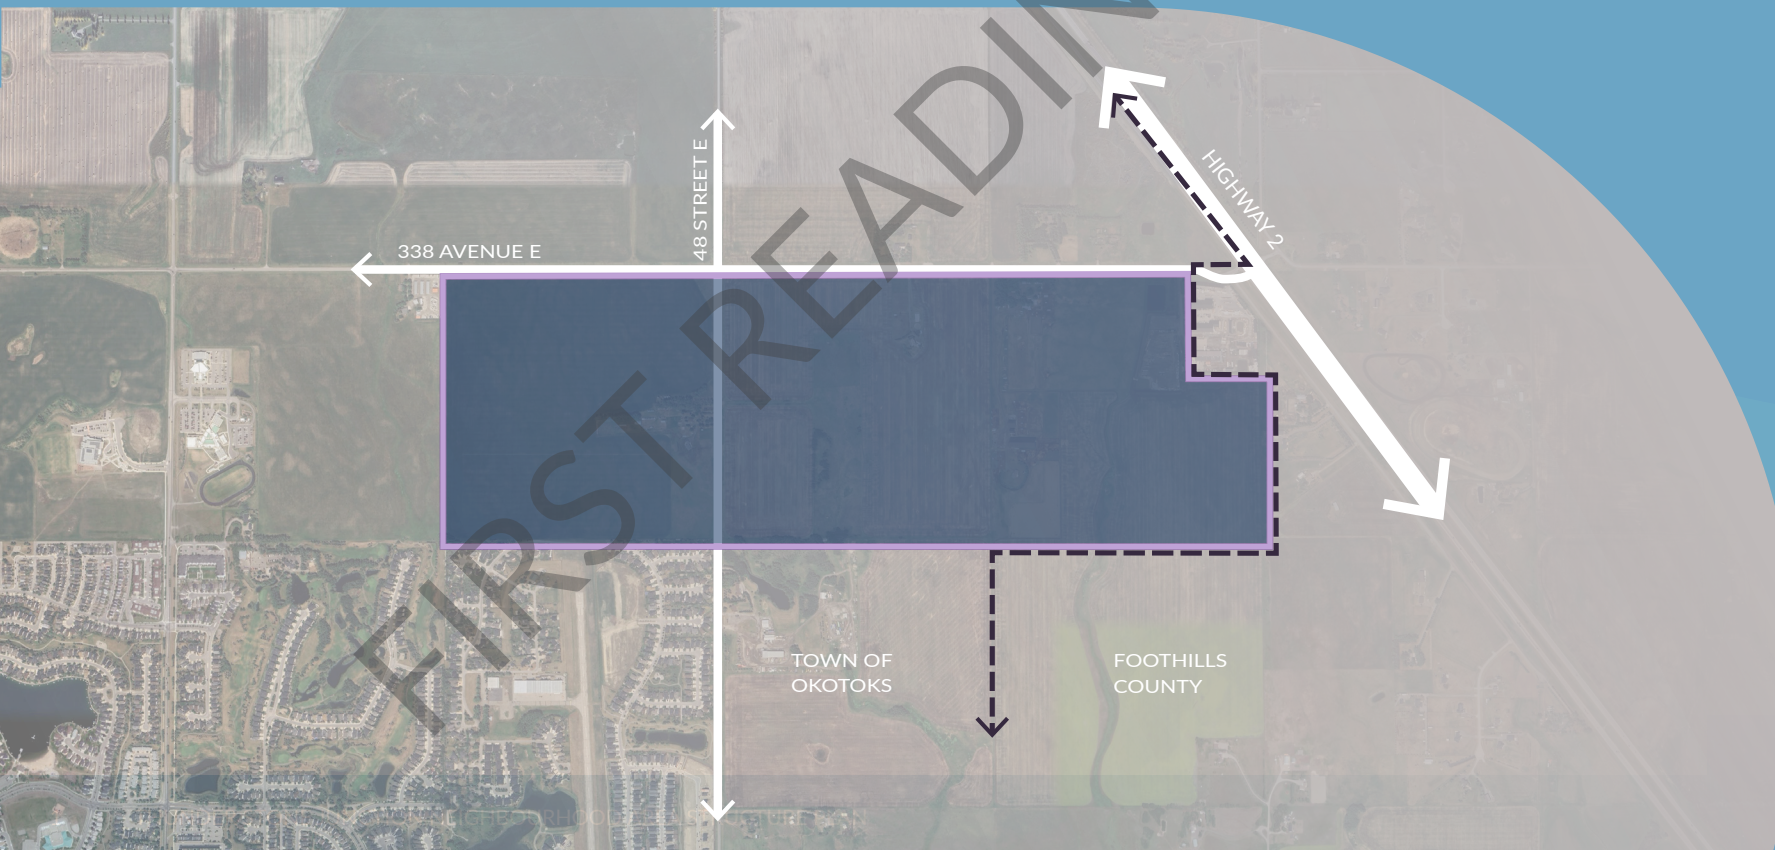 FIRST READIN
48 STREET E
HIGHWAY 2
338 AVENUE E
TOWN OF
OKOTOKS
FOOTHILLS
COUNTY